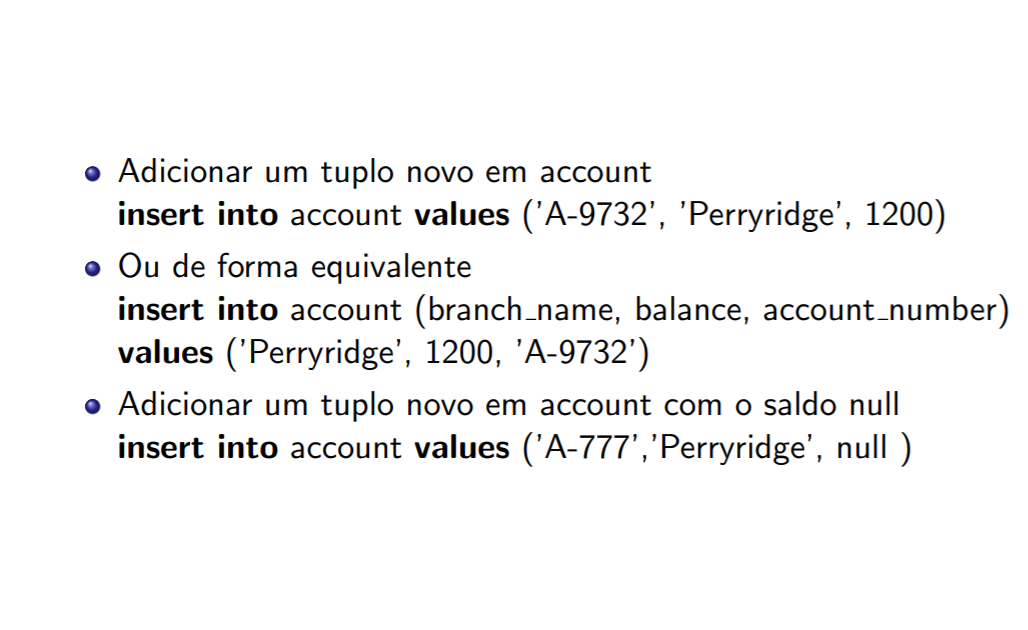 Adicionar um tuplo novo em account
insert into account values ('A-9732', 'Perryridge', 1200)
Ou de forma equivalente
insert into account (branch_name, balance, account_number)
values ('Perryridge', 1200, 'A-9732')
Adicionar um tuplo novo em account com o saldo null
insert into account values ('A-777','Perryridge', null )